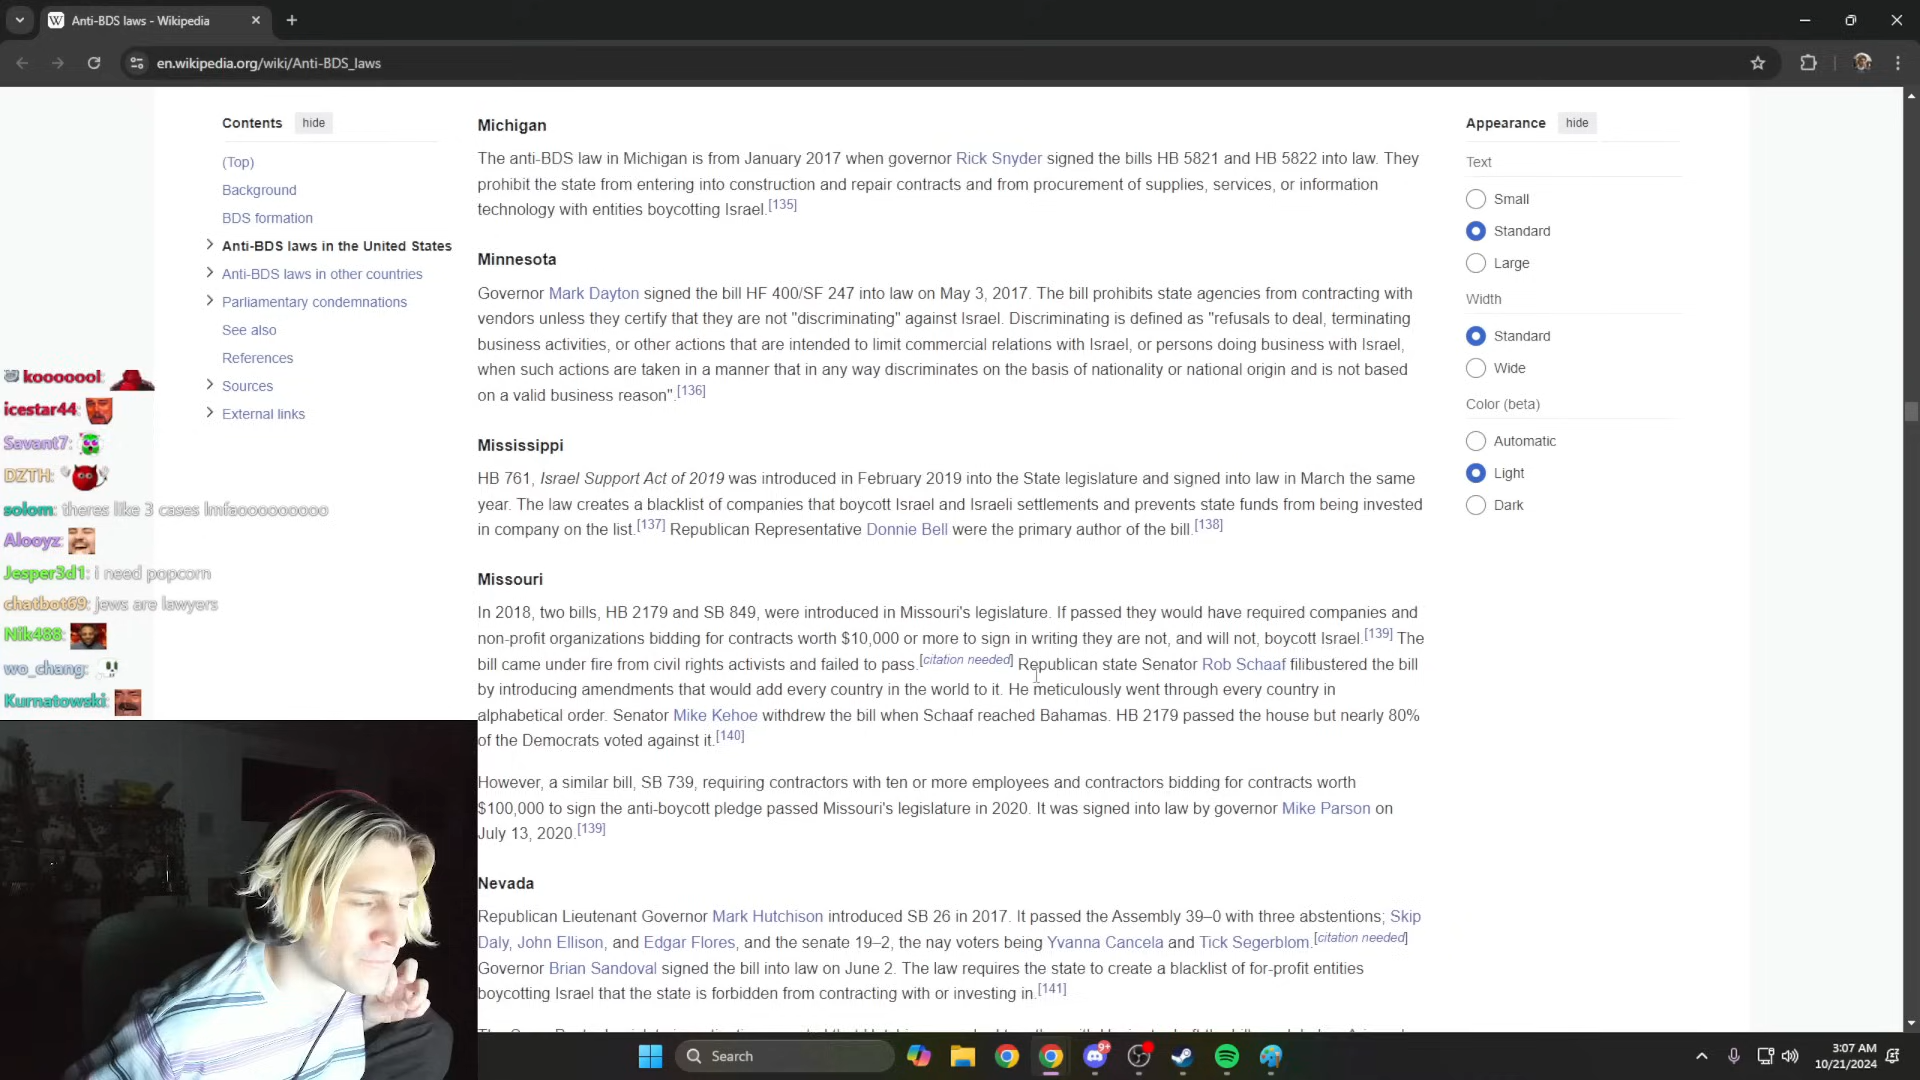 Anti-BDS laws - Wikipedia
en.wikipedia.org/wiki/Anti-BDS_laws
Contents hide
(Top)
Background
BDS formation
Anti-BDS laws in the United States
Anti-BDS laws in other countries
Parliamentary condemnations
See also
References
Sources
External links
Michigan
The anti-BDS law in Michigan is from January 2017 when governor Rick Snyder signed the bills HB 5821 and HB 5822 into law. They
prohibit the state from entering into construction and repair contracts and from procurement of supplies, services, or information
technology with entities boycotting Israel.[135]
Minnesota
Governor Mark Dayton signed the bill HF 400/SF 247 into law on May 3, 2017. The bill prohibits state agencies from contracting with
vendors unless they certify that they are not "discriminating" against Israel. Discriminating is defined as "refusals to deal, terminating
business activities, or other actions that are intended to limit commercial relations with Israel, or persons doing business with Israel,
when such actions are taken in a manner that in any way discriminates on the basis of nationality or national origin and is not based
on a valid business reason".[136]
Mississippi
HB 761, Israel Support Act of 2019 was introduced in February 2019 into the State legislature and signed into law in March the same
year. The law creates a blacklist of companies that boycott Israel and Israeli settlements and prevents state funds from being invested
in company on the list.[137] Republican Representative Donnie Bell were the primary author of the bill.[138]
Missouri
In 2018, two bills, HB 2179 and SB 849, were introduced in Missouri's legislature. If passed they would have required companies and
non-profit organizations bidding for contracts worth $10,000 or more to sign in writing they are not, and will not, boycott Israel.[139] The
bill came under fire from civil rights activists and failed to pass.[citation needed] Republican state Senator Rob Schaaf filibustered the bill
by introducing amendments that would add every country in the world to it. He meticulously went through every country in
alphabetical order. Senator Mike Kehoe withdrew the bill when Schaaf reached Bahamas. HB 2179 passed the house but nearly 80%
of the Democrats voted against it.[140]
However, a similar bill, SB 739, requiring contractors with ten or more employees and contractors bidding for contracts worth
$100,000 to sign the anti-boycott pledge passed Missouri's legislature in 2020. It was signed into law by governor Mike Parson on
July 13, 2020.[139]
Nevada
Republican Lieutenant Governor Mark Hutchison introduced SB 26 in 2017. It passed the Assembly 39–0 with three abstentions; Skip
Daly, John Ellison, and Edgar Flores, and the senate 19–2, the nay voters being Yvanna Cancela and Tick Segerblom.[citation needed]
Governor Brian Sandoval signed the bill into law on June 2. The law requires the state to create a blacklist of for-profit entities
boycotting Israel that the state is forbidden from contracting with or investing in.[141]
Appearance hide
Text
Small
Standard
Large
Width
Standard
Wide
Color (beta)
Automatic
Light
Dark
kooooool:
icestar44:
Savant7:
DZTH:
solom: theres like 3 cases lmfaooooooooo
Alooyz:
Jesper3d1: i need popcorn
chatbot69: jews are lawyers
Nik488:
wo_chang:
Kurnatowski:
Search
9+
3:07 AM
10/21/2024